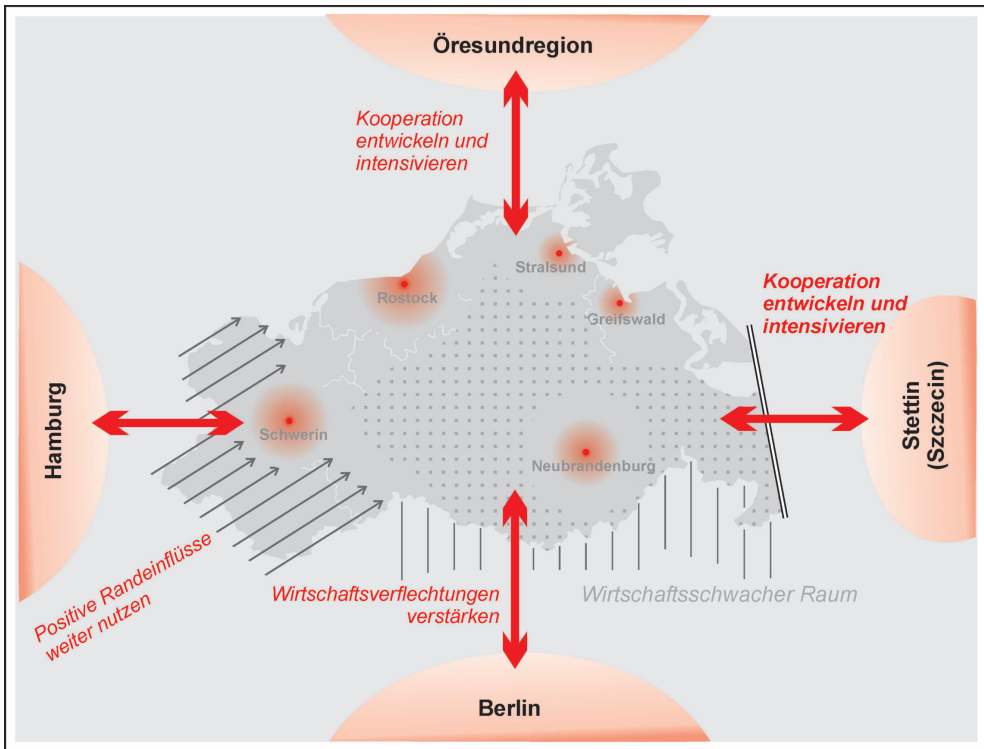 Öresundregion
Kooperation
entwickeln und
intensivieren
Stralsund
Rostock
Greifswald
Kooperation
entwickeln und
intensivieren
Hamburg
Schwerin
Neubrandenburg
Stettin
(Szczecin)
Positive Randeinflüsse
weiter nutzen
Wirtschaftsverflechtungen
verstärken
Wirtschaftsschwacher Raum
Berlin